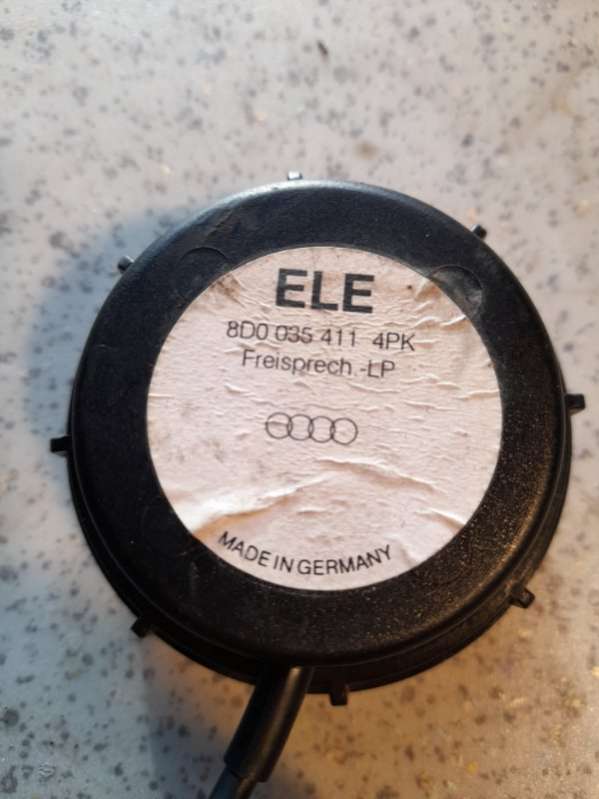 ELE
8D0 035 411 4PK
Freisprech.-LP
MADE IN GERMANY